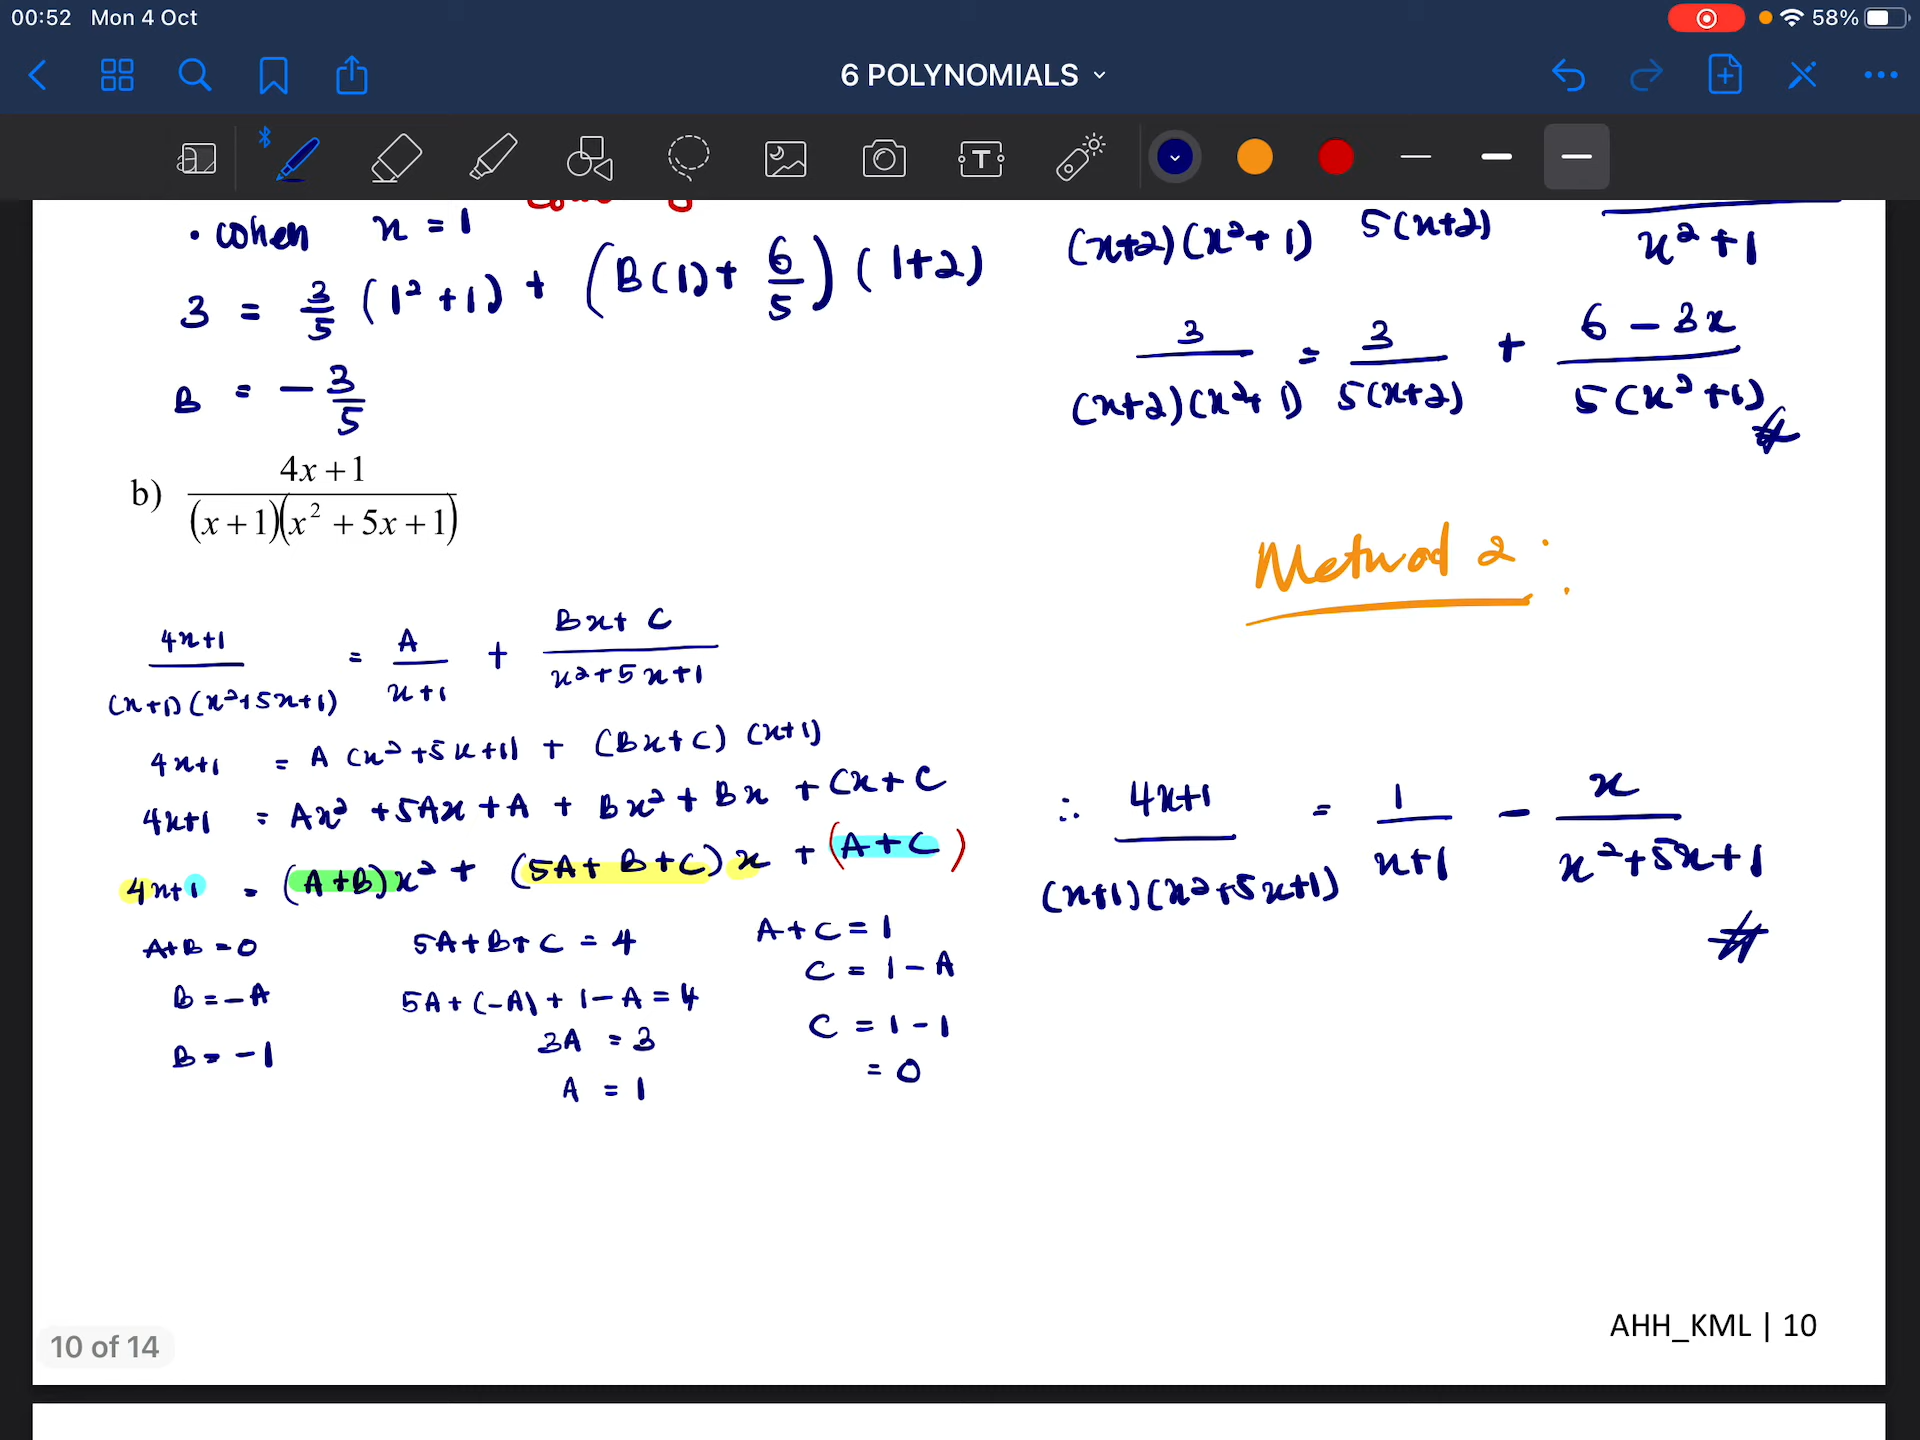 00:52 Mon 4 Oct
58%
6 POLYNOMIALS
T
• when x = 1
3 = 3/5 (1² + 1) + (B(1) + 6/5) (1+2)
B = - 3/5
(x+2)(x²+1) 5(x+2) x²+1
3/((x+2)(x²+1)) = 3/(5(x+2)) + (6 - 3x)/(5(x²+1)) #
b) (4x+1)/((x+1)(x²+5x+1))
Method 2 :
(4x+1)/((x+1)(x²+5x+1)) = A/(x+1) + (Bx+C)/(x²+5x+1)
4x+1 = A (x²+5x+1) + (Bx+C) (x+1)
4x+1 = Ax² + 5Ax + A + Bx² + Bx + Cx + C
4x+1 = (A+B)x² + (5A+B+C)x + (A+C)
A+B = 0
B = -A
B = -1
5A+B+C = 4
5A+(-A) + 1-A = 4
3A = 3
A = 1
A+C = 1
C = 1-A
C = 1-1
= 0
∴ (4x+1)/((x+1)(x²+5x+1)) = 1/(x+1) - x/(x²+5x+1) #
10 of 14
AHH_KML | 10